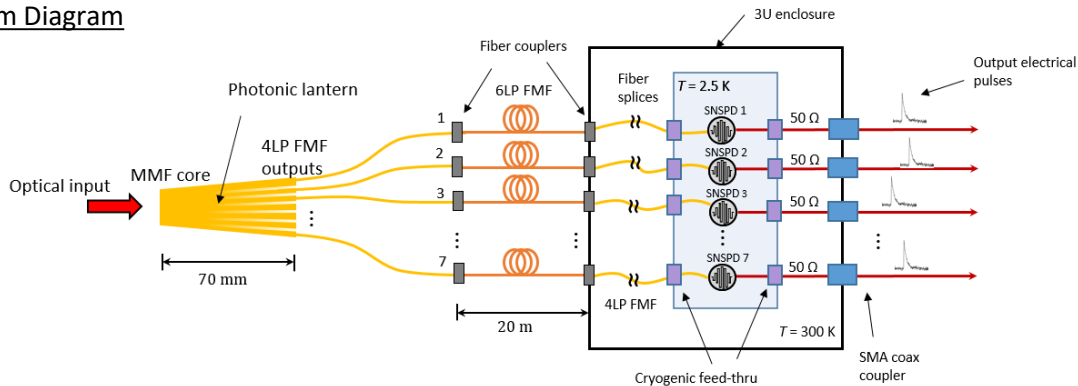 m Diagram
3U enclosure
Fiber couplers
Output electrical
pulses
Photonic lantern
6LP FMF
Fiber
splices
T = 2.5 K
SNSPD 1
50 Ω
1
4LP FMF
outputs
2
SNSPD 2
50 Ω
MMF core
Optical input
3
SNSPD 3
50 Ω
...
...
...
...
...
7
SNSPD 7
50 Ω
70 mm
4LP FMF
20 m
T = 300 K
SMA coax
coupler
Cryogenic feed-thru